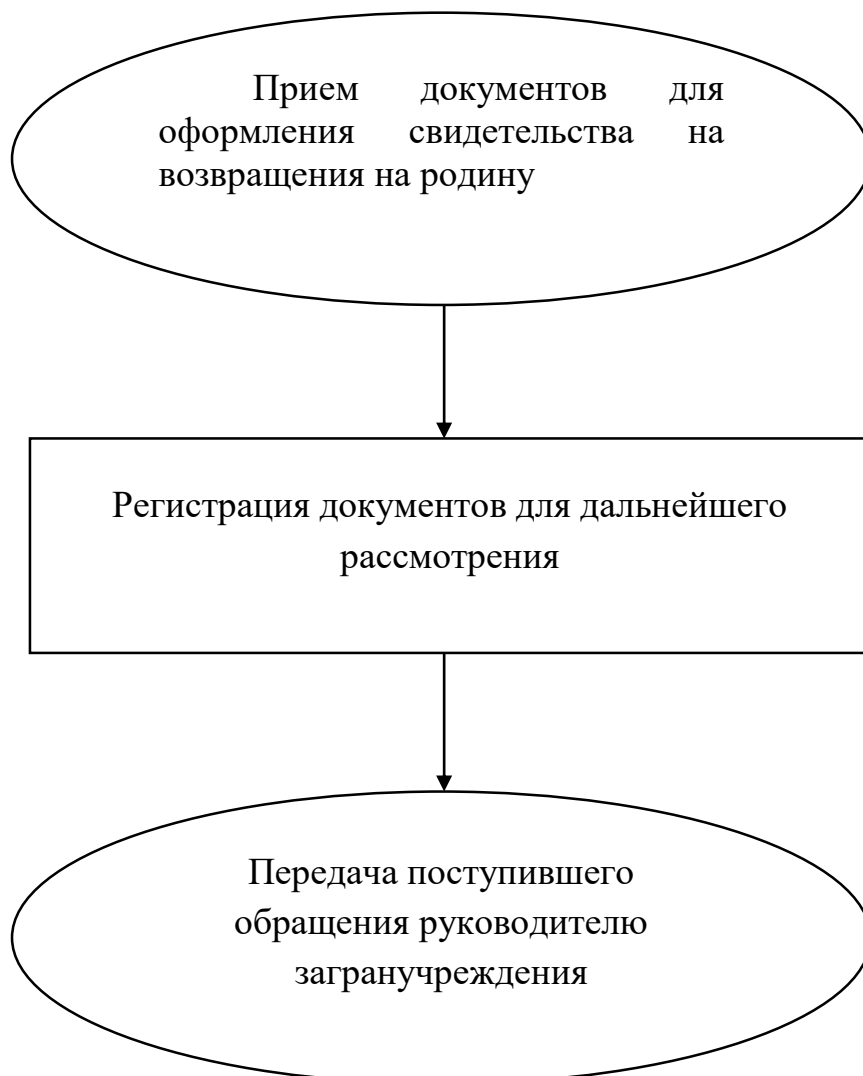 Прием документов для
оформления свидетельства на
возвращения на родину
Регистрация документов для дальнейшего
рассмотрения
Передача поступившего
обращения руководителю
загранучреждения